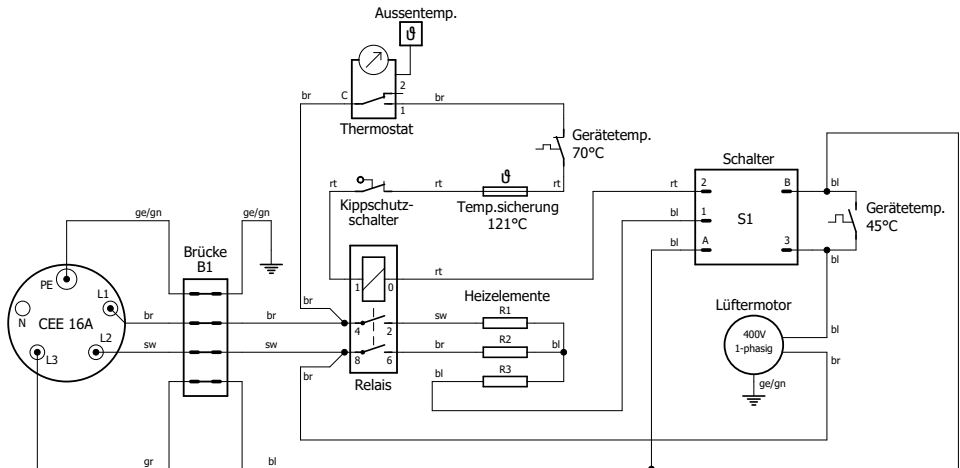 Aussentemp.
ϑ
br
C
2
1
br
Thermostat
Gerätetemp.
70°C
rt
rt
ϑ
rt
Kippschutz-
schalter
Temp.sicherung
121°C
Schalter
rt
2
B
bl
bl
1
S1
bl
A
3
Gerätetemp.
45°C
bl
ge/gn
ge/gn
Brücke
B1
PE
L1
N
CEE 16A
L2
L3
br
br
sw
sw
br
br
1
0
rt
4
2
8
6
Relais
Heizelemente
sw
R1
br
R2
bl
bl
R3
Lüftermotor
400V
1-phasig
bl
br
ge/gn
gr
bl